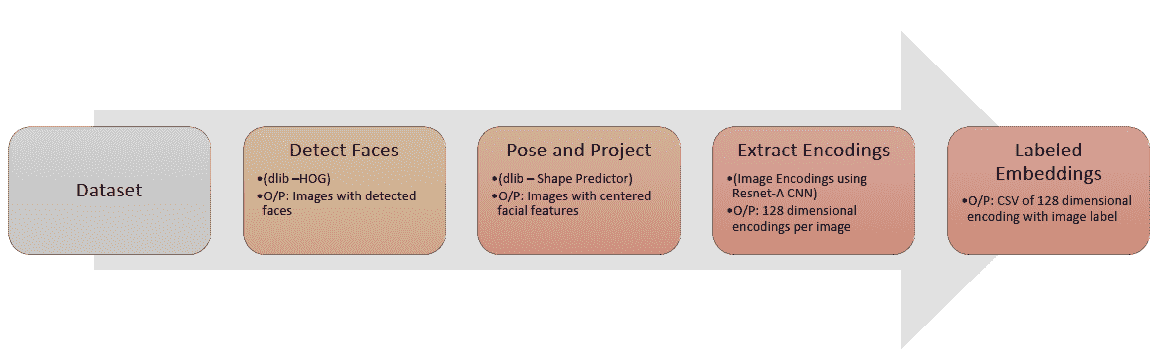 Dataset
Detect Faces
•(dlib –HOG)
•O/P: Images with detected
faces
Pose and Project
•(dlib – Shape Predictor)
•O/P: Images with centered
facial features
Extract Encodings
•(Image Encodings using
Resnet-Λ CNN)
•O/P: 128 dimensional
encodings per image
Labeled
Embeddings
•O/P: CSV of 128 dimensional
encoding with image label